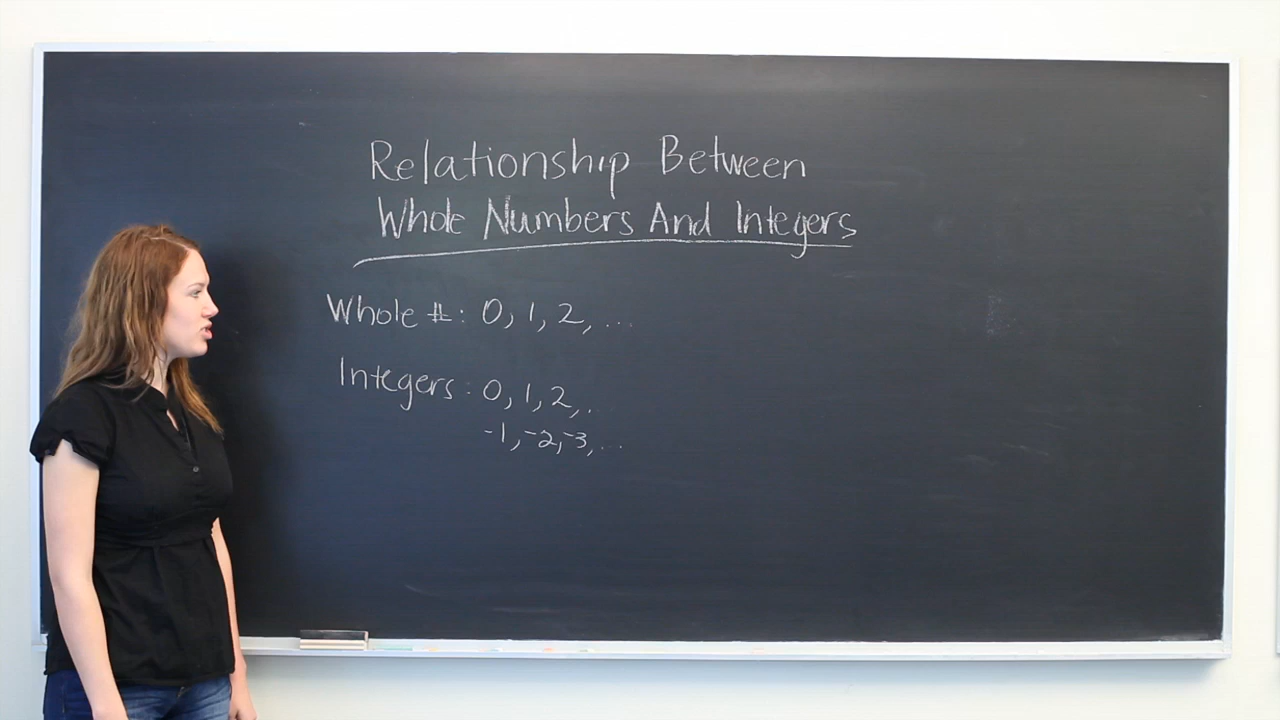 Relationship Between
Whole Numbers And Integers
Whole #: 0, 1, 2, ...
Integers: 0, 1, 2, ..
-1, -2, -3, ...